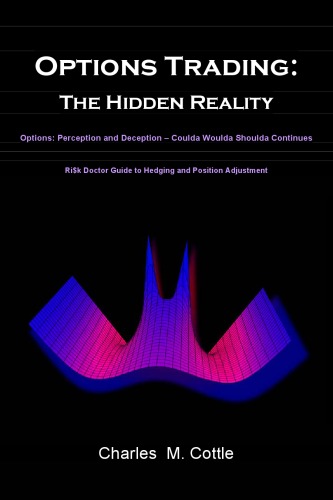 OPTIONS TRADING:
THE HIDDEN REALITY
Options: Perception and Deception – Coulda Woulda Shoulda Continues
Ri$k Doctor Guide to Hedging and Position Adjustment
Charles M. Cottle